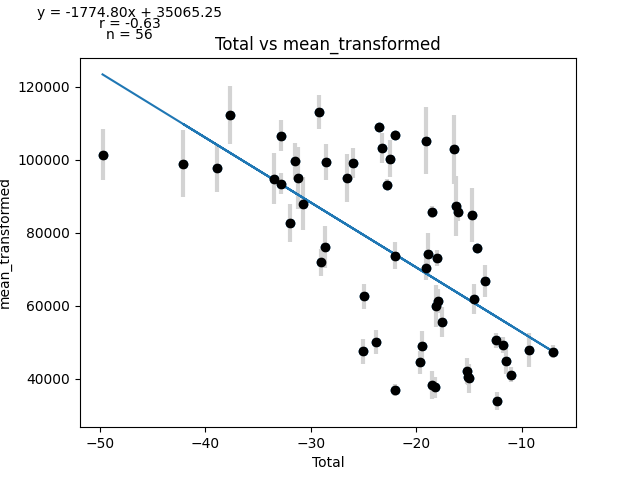 y = -1774.80x + 35065.25
r = -0.63
n = 56
Total vs mean_transformed
mean_transformed
120000
100000
80000
60000
40000
−50
−40
−30
−20
−10
Total